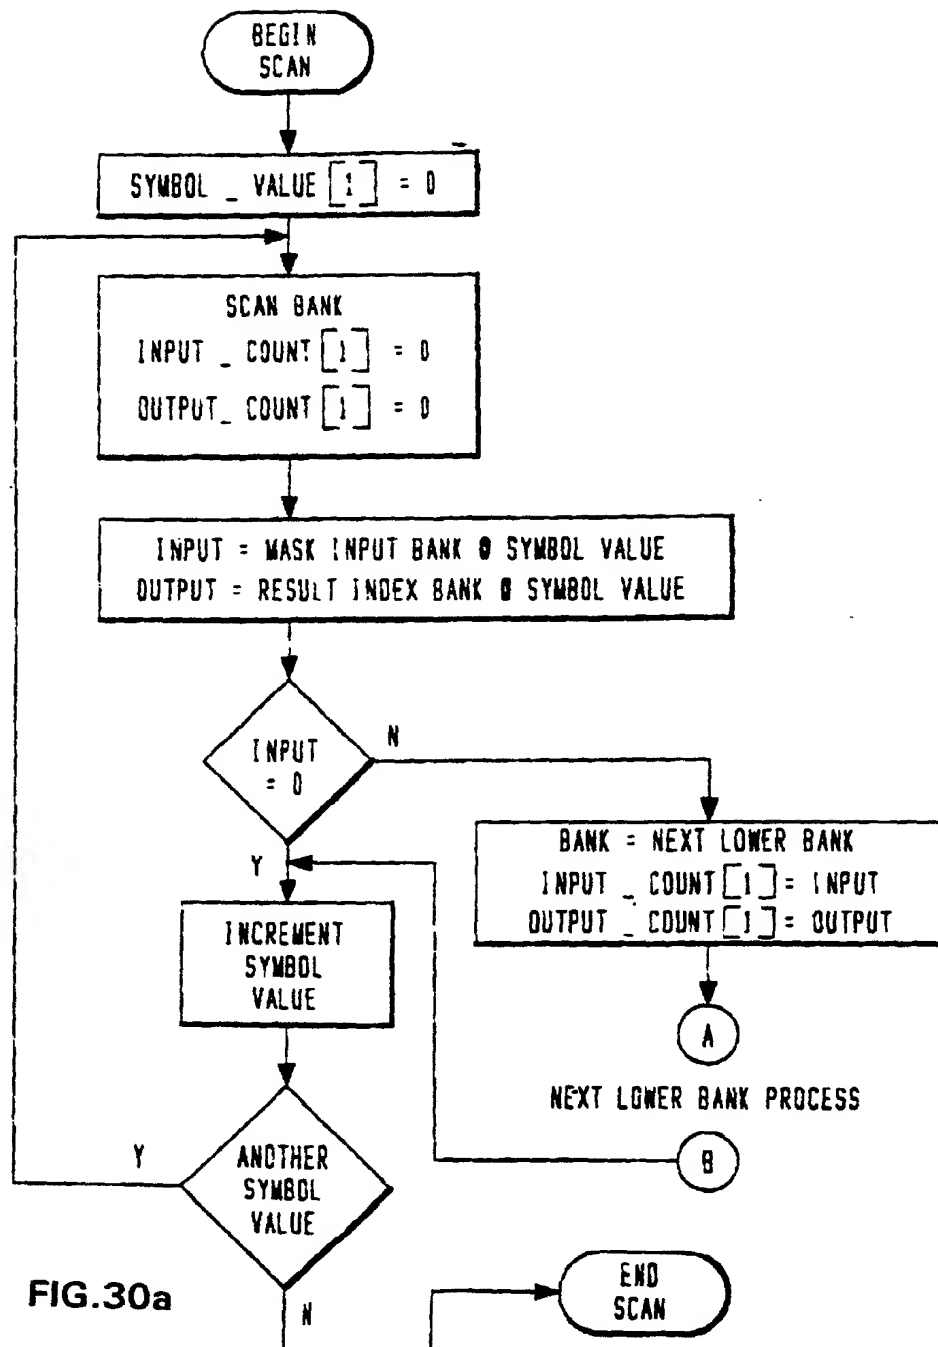 BEGIN
SCAN
SYMBOL _ VALUE [1] = 0
SCAN BANK
INPUT _ COUNT [1] = 0
OUTPUT _ COUNT [1] = 0
INPUT = MASK INPUT BANK @ SYMBOL VALUE
OUTPUT = RESULT INDEX BANK @ SYMBOL VALUE
INPUT
= 0
N
Y
BANK = NEXT LOWER BANK
INPUT _ COUNT [1] = INPUT
OUTPUT _ COUNT [1] = OUTPUT
INCREMENT
SYMBOL
VALUE
A
NEXT LOWER BANK PROCESS
B
Y
ANOTHER
SYMBOL
VALUE
N
END
SCAN
FIG.30a